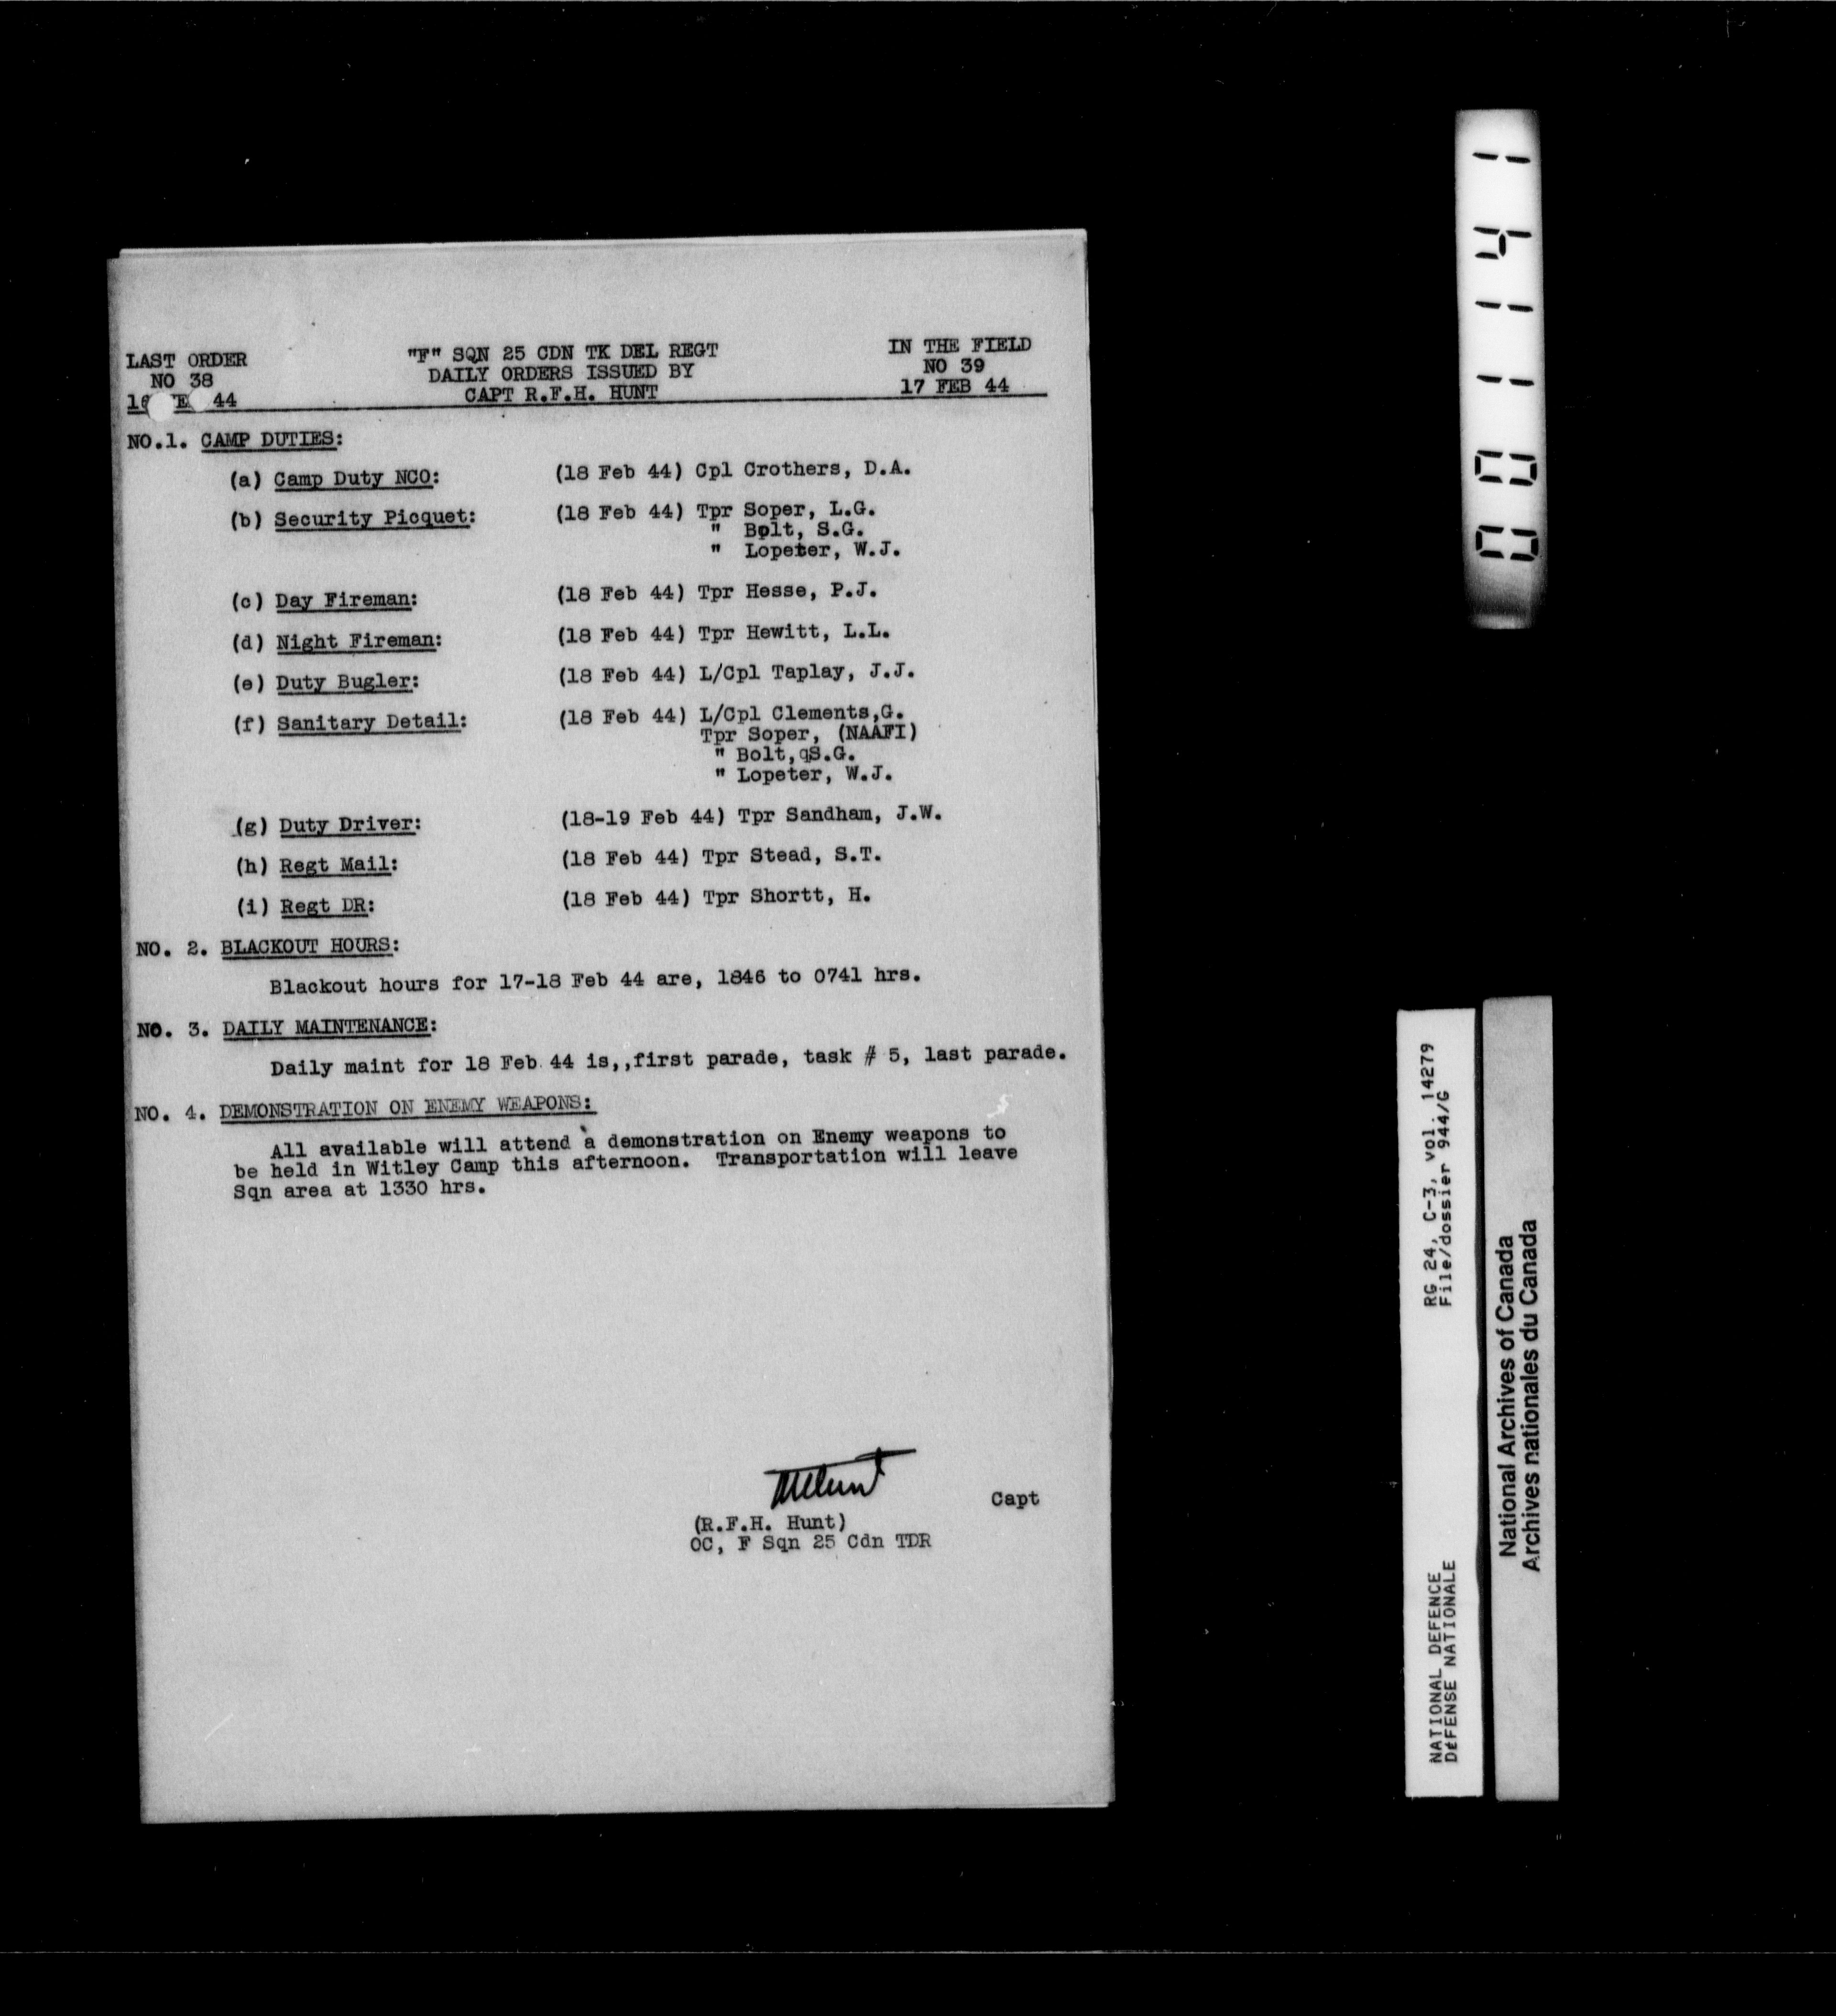 LAST ORDER
NO 38
44
"F" SQN 25 CDN TK DEL REGT
DAILY ORDERS ISSUED BY
CAPT R.F.H. HUNT
IN THE FIELD
NO 39
17 FEB 44
NO.1. CAMP DUTIES:
(a) Camp Duty NCO: (18 Feb 44) Cpl Crothers, D.A.
(b) Security Picquet: (18 Feb 44) Tpr Soper, L.G.
" Bolt, S.G.
" Lopeter, W.J.
(c) Day Fireman: (18 Feb 44) Tpr Hesse, P.J.
(d) Night Fireman: (18 Feb 44) Tpr Hewitt, L.L.
(e) Duty Bugler: (18 Feb 44) L/Cpl Taplay, J.J.
(f) Sanitary Detail: (18 Feb 44) L/Cpl Clements,G.
Tpr Soper, (NAAFI)
" Bolt,qS.G.
" Lopeter, W.J.
(g) Duty Driver: (18-19 Feb 44) Tpr Sandham, J.W.
(h) Regt Mail: (18 Feb 44) Tpr Stead, S.T.
(i) Regt DR: (18 Feb 44) Tpr Shortt, H.
NO. 2. BLACKOUT HOURS:
Blackout hours for 17-18 Feb 44 are, 1846 to 0741 hrs.
NO. 3. DAILY MAINTENANCE:
Daily maint for 18 Feb 44 is,,first parade, task # 5, last parade.
NO. 4. DEMONSTRATION ON ENEMY WEAPONS:
All available will attend a demonstration on Enemy weapons to
be held in Witley Camp this afternoon. Transportation will leave
Sqn area at 1330 hrs.
Capt
(R.F.H. Hunt)
OC, F Sqn 25 Cdn TDR
001141
RG 24, C-3, vol. 14279
File/dossier 944/G
NATIONAL DEFENCE
DÉFENSE NATIONALE
National Archives of Canada
Archives nationales du Canada